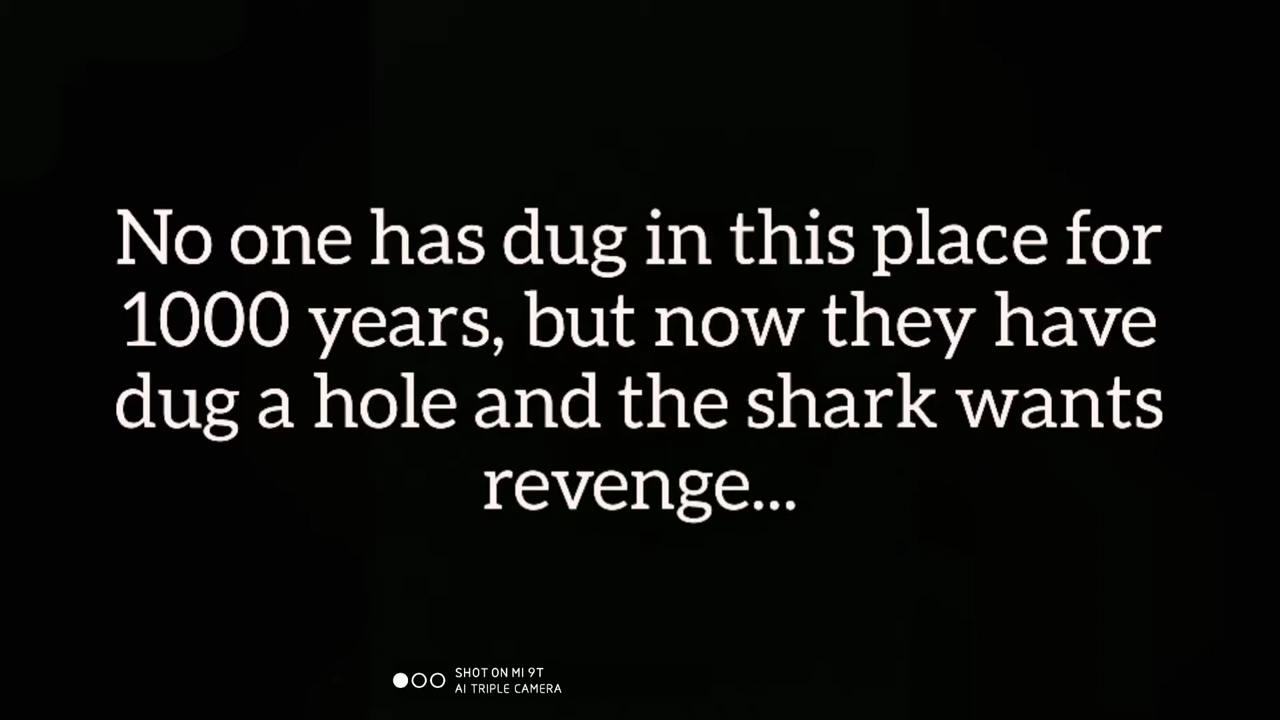 No one has dug in this place for
1000 years, but now they have
dug a hole and the shark wants
revenge...
SHOT ON MI 9T
AI TRIPLE CAMERA